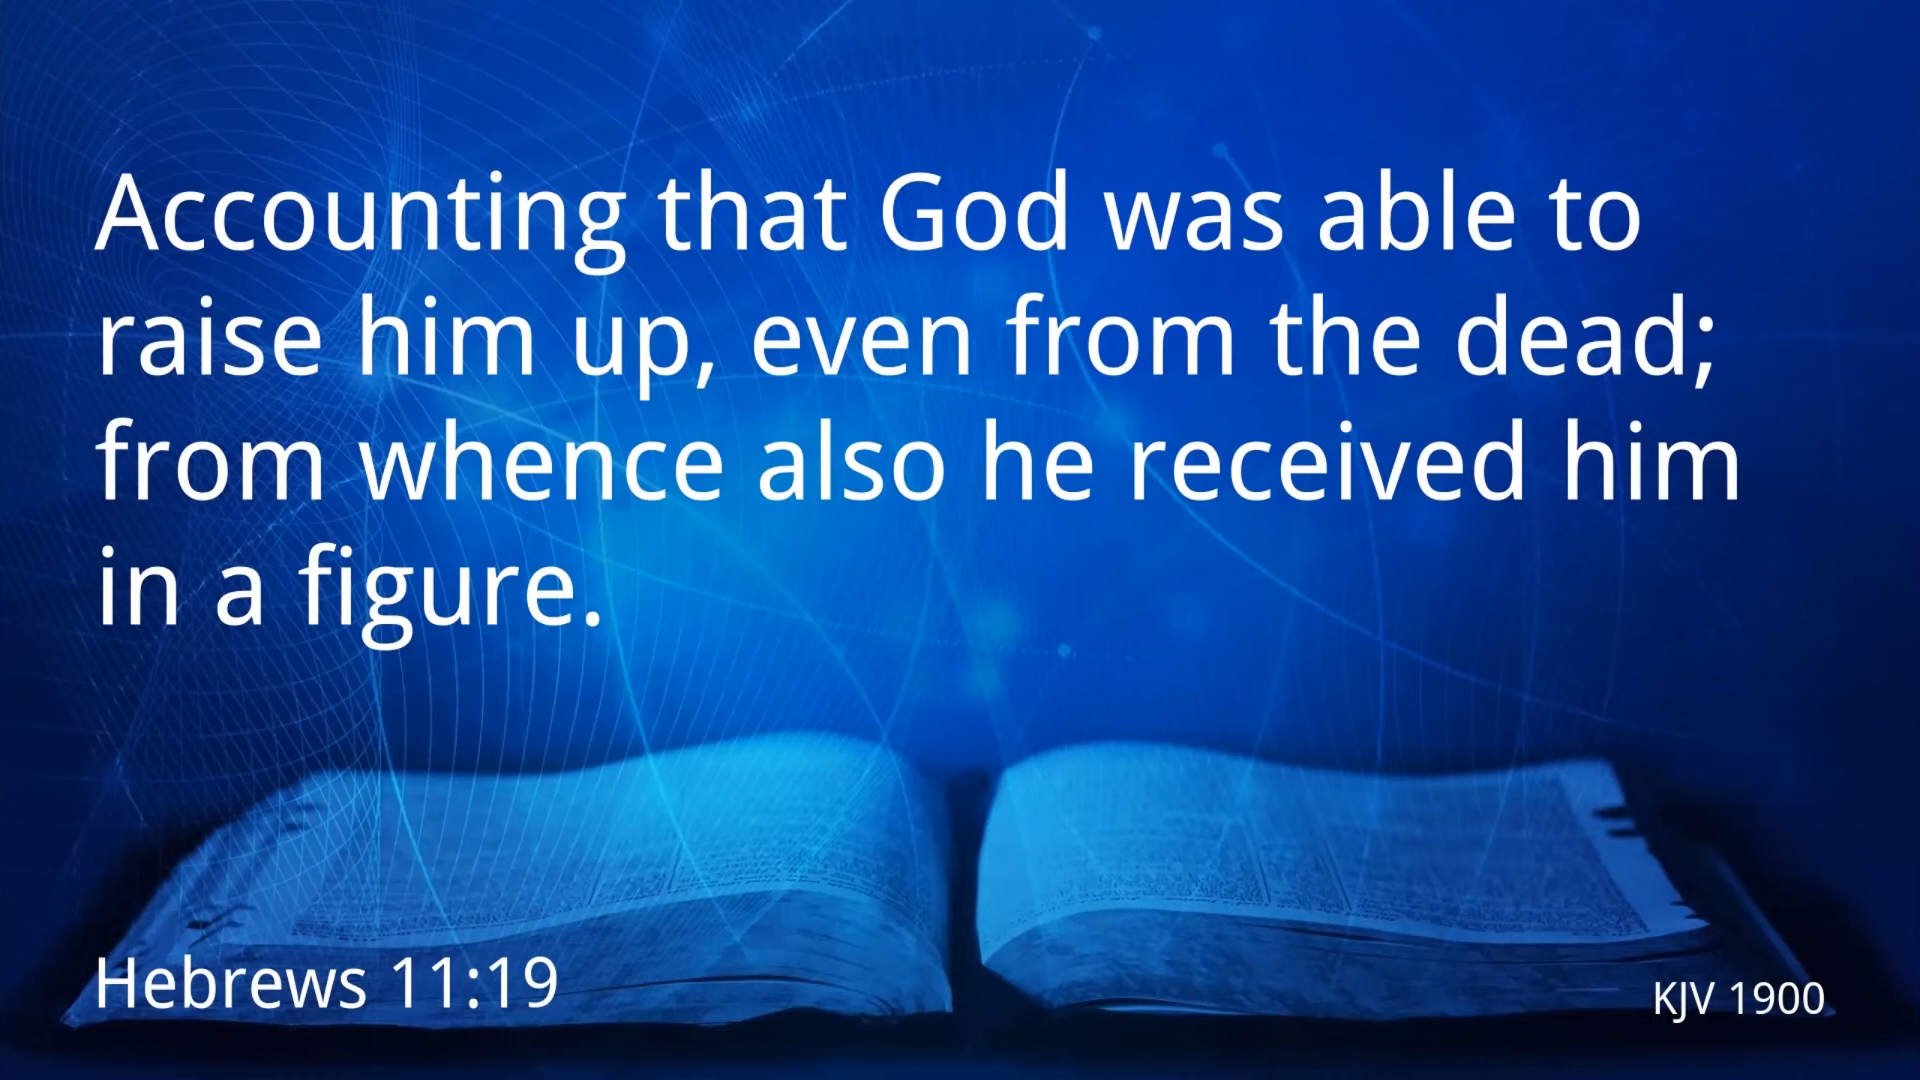 Accounting that God was able to
raise him up, even from the dead;
from whence also he received him
in a figure.
Hebrews 11:19
KJV 1900